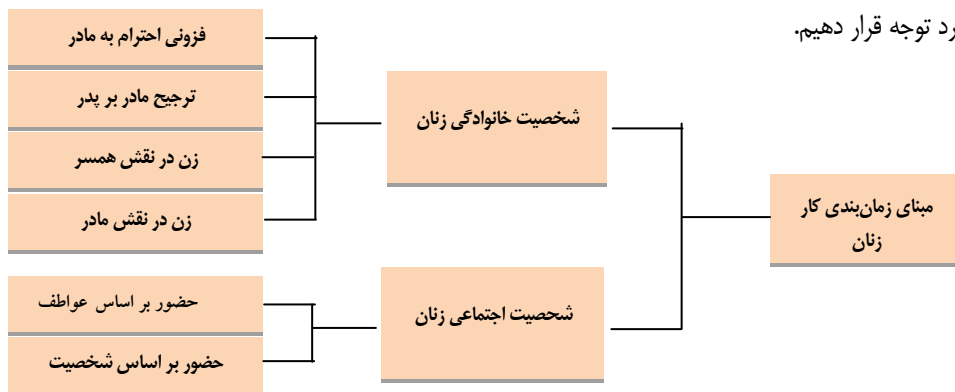 رد توجه قرار دهیم.
مبنای زمان‌بندی کار
زنان
شخصیت خانوادگی زنان
فزونی احترام به مادر
ترجیح مادر بر پدر
زن در نقش همسر
زن در نقش مادر
شحصیت اجتماعی زنان
حضور بر اساس عواطف
حضور بر اساس شخصیت